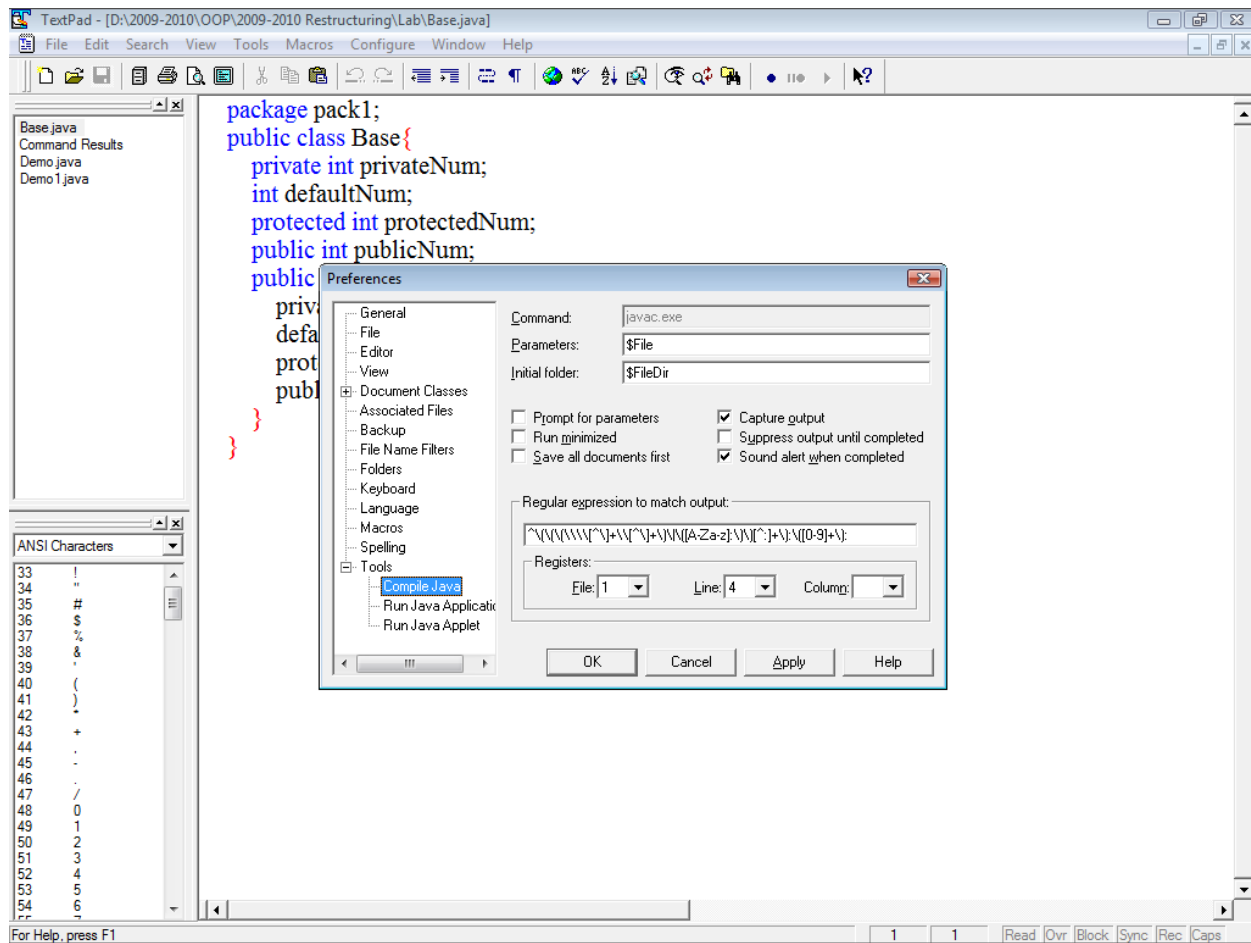 TextPad - [D:\2009-2010\OOP\2009-2010 Restructuring\Lab\Base.java]
File Edit Search View Tools Macros Configure Window Help
Base.java
Command Results
Demo.java
Demo1.java
package pack1;
public class Base{
private int privateNum;
int defaultNum;
protected int protectedNum;
public int publicNum;
public
priva
defa
prot
publ
}
}
Preferences
General
File
Editor
View
Document Classes
Associated Files
Backup
File Name Filters
Folders
Keyboard
Language
Macros
Spelling
Tools
Compile Java
Run Java Applicatic
Run Java Applet
Command: javac.exe
Parameters: $File
Initial folder: $FileDir
Prompt for parameters
Run minimized
Save all documents first
Capture output
Suppress output until completed
Sound alert when completed
Regular expression to match output:
^\(\(\(\\\\[^\]+\\[^\]+\)\|\([A-Za-z]:\)\)[^:]+\):\([0-9]+\):
Registers:
File: 1 Line: 4 Column:
OK Cancel Apply Help
ANSI Characters
33 !
34 "
35 #
36 $
37 %
38 &
39 '
40 (
41 )
42 *
43 +
44 ,
45 -
46 .
47 /
48 0
49 1
50 2
51 3
52 4
53 5
54 6
For Help, press F1
1 1 Read Ovr Block Sync Rec Caps